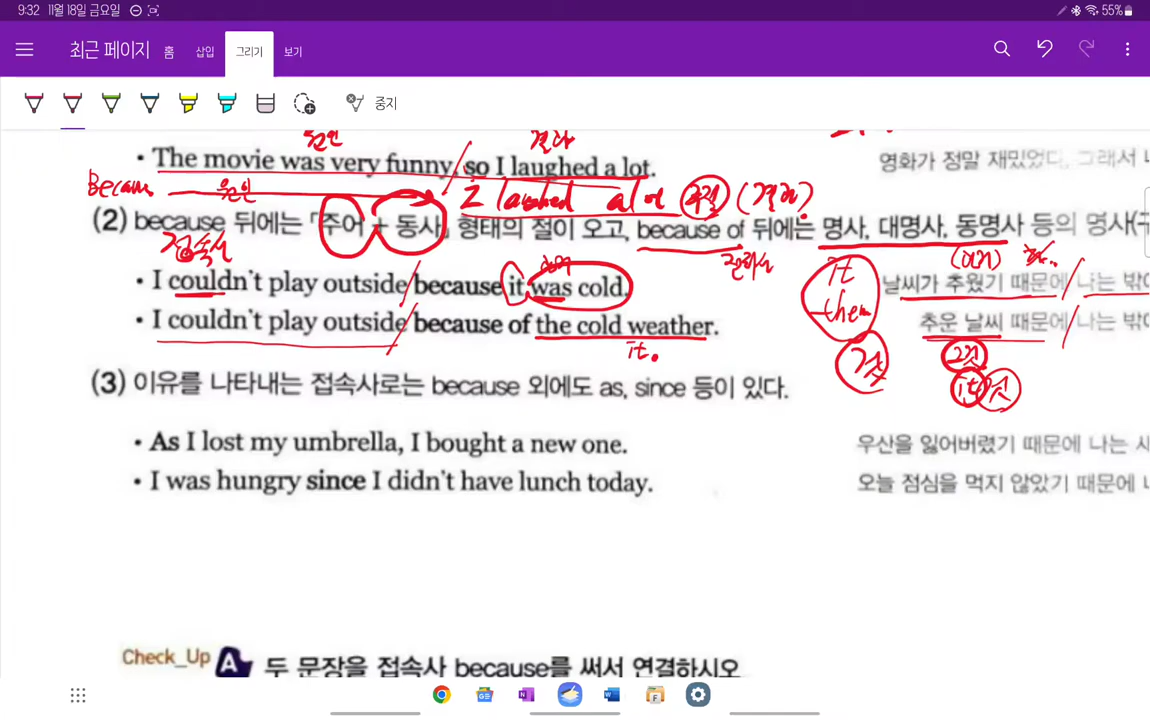 9:32 11월 18일 금요일 55%
최근 페이지 홈 삽입 그리기 보기
중지
원인 결과
• The movie was very funny, so I laughed a lot. 영화가 정말 재밌었다. 그래서 나
원인 I laughed a lot 주절 (결과)
(2) because 뒤에는 「주어 + 동사」 형태의 절이 오고, because of 뒤에는 명사, 대명사, 동명사 등의 명사(구
접속사 전치사
• I couldn't play outside because it was cold. 날씨가 추웠기 때문에 나는 밖에
it
them
• I couldn't play outside because of the cold weather. 추운 날씨 때문에 나는 밖에
it. 것 그것
it 것
(3) 이유를 나타내는 접속사로는 because 외에도 as, since 등이 있다.
• As I lost my umbrella, I bought a new one. 우산을 잃어버렸기 때문에 나는 새
• I was hungry since I didn't have lunch today. 오늘 점심을 먹지 않았기 때문에 나
Check_Up A 두 문장을 접속사 because를 써서 연결하시오